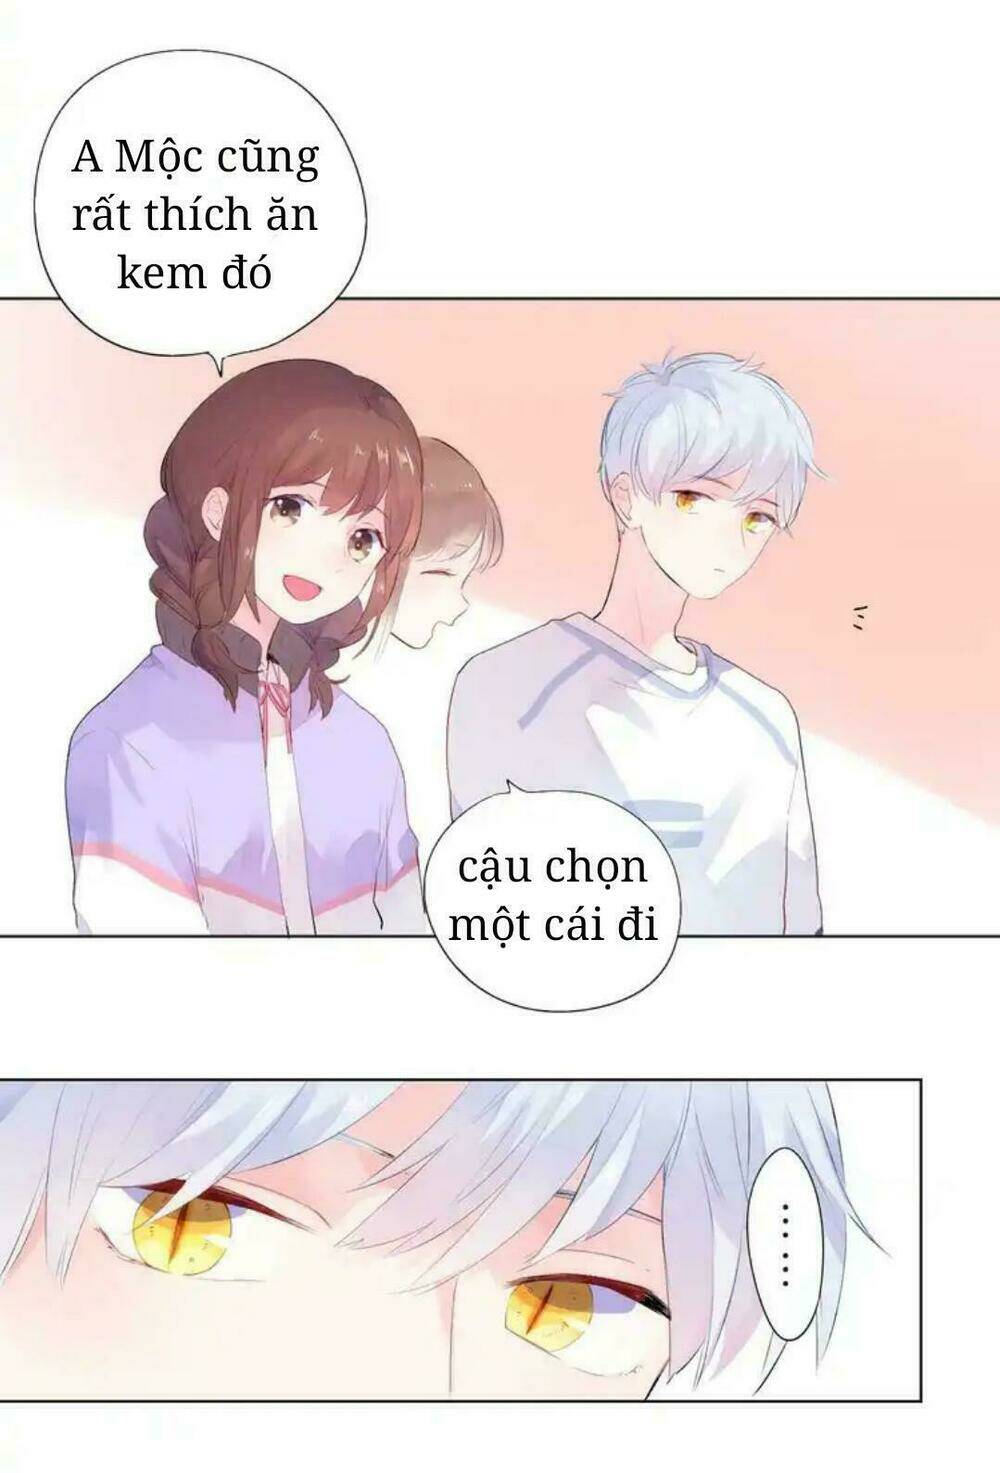 A Mộc cũng
rất thích ăn
kem đó
cậu chọn
một cái đi
......